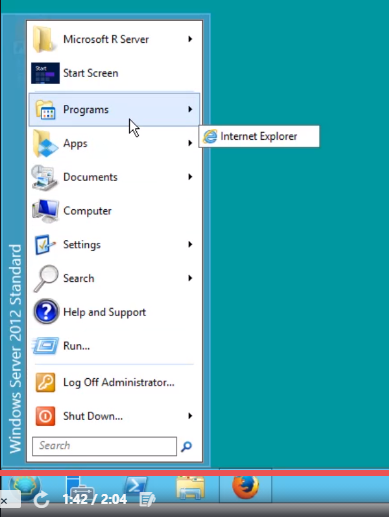 Microsoft R Server
Start
Start Screen
Programs
Internet Explorer
Apps
Documents
Computer
Settings
Search
Help and Support
Run...
Log Off Administrator...
Shut Down...
Search
Windows Server 2012 Standard
× 1:42 / 2:04